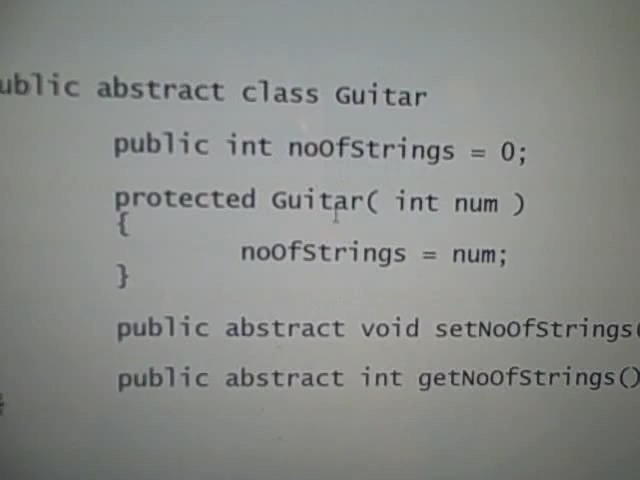 ublic abstract class Guitar
public int noOfStrings = 0;
protected Guitar( int num )
{
noOfStrings = num;
}
public abstract void setNoOfStrings(
public abstract int getNoOfStrings()
}